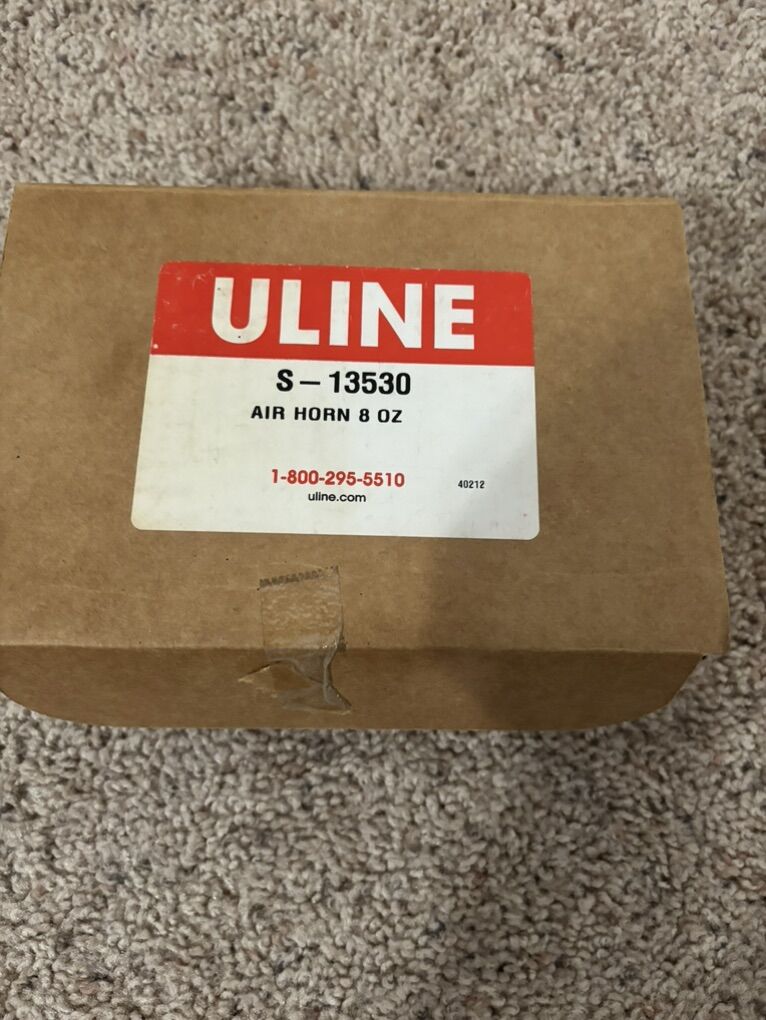 ULINE
S-13530
AIR HORN 8 OZ
1-800-295-5510
uline.com
40212